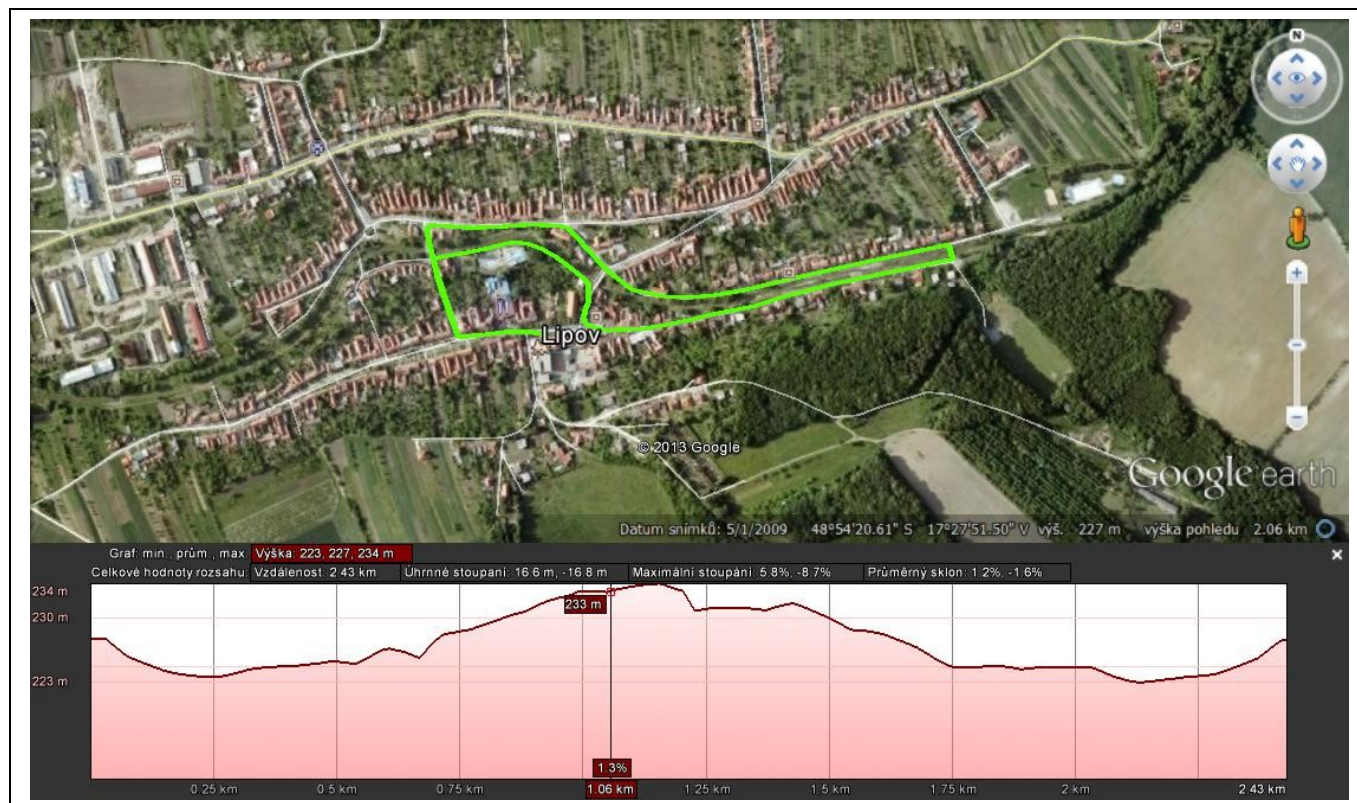 N
Lipov
© 2013 Google
Google earth
Datum snímků: 5/1/2009 48°54'20.61" S 17°27'51.50" V výš. 227 m výška pohledu 2.06 km
Graf: min., prům., max. Výška: 223, 227, 234 m
Celkové hodnoty rozsahu: Vzdálenost: 2.43 km Úhrnné stoupání: 16.6 m, -16.8 m Maximální stoupání: 5.8%, -8.7% Průměrný sklon: 1.2%, -1.6%
234 m
233 m
230 m
223 m
1.3%
0.25 km 0.5 km 0.75 km 1.06 km 1.25 km 1.5 km 1.75 km 2 km 2.43 km